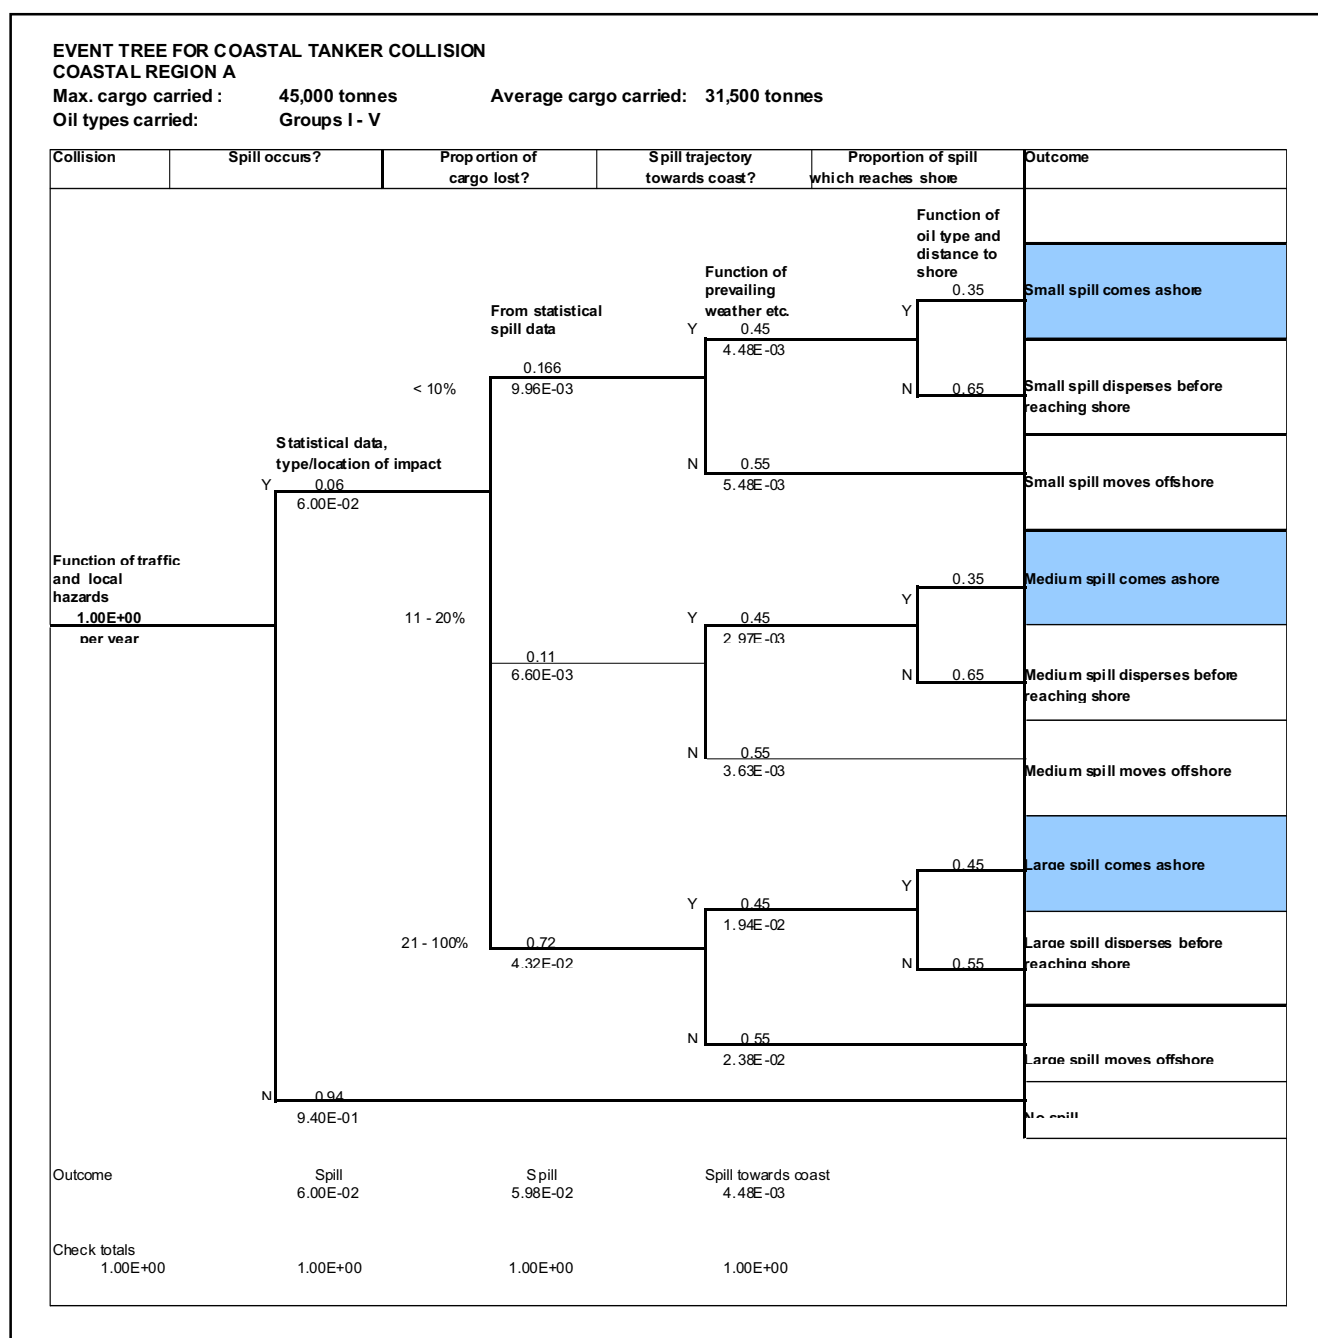 EVENT TREE FOR COASTAL TANKER COLLISION
COASTAL REGION A
Max. cargo carried : 45,000 tonnes Average cargo carried: 31,500 tonnes
Oil types carried: Groups I - V
Collision Spill occurs? Proportion of cargo lost? Spill trajectory towards coast? Proportion of spill which reaches shore Outcome
Function of
oil type and
distance to
shore
Function of
prevailing
weather etc.
0.35
Small spill comes ashore
Y
From statistical
spill data
Y 0.45
4.48E-03
0.166
< 10% 9.96E-03
N 0.65
Small spill disperses before
reaching shore
Statistical data,
type/location of impact
N 0.55
5.48E-03
Small spill moves offshore
Y 0.06
6.00E-02
Function of traffic
and local
hazards
1.00E+00
per year
0.35
Medium spill comes ashore
Y
11 - 20%
Y 0.45
2.97E-03
0.11
6.60E-03
N 0.65
Medium spill disperses before
reaching shore
N 0.55
3.63E-03
Medium spill moves offshore
0.45
Large spill comes ashore
Y
Y 0.45
1.94E-02
21 - 100% 0.72
4.32E-02
Large spill disperses before
reaching shore
N 0.55
N 0.55
2.38E-02
Large spill moves offshore
N 0.94
9.40E-01
No spill
Outcome Spill Spill Spill towards coast
6.00E-02 5.98E-02 4.48E-03
Check totals
1.00E+00 1.00E+00 1.00E+00 1.00E+00